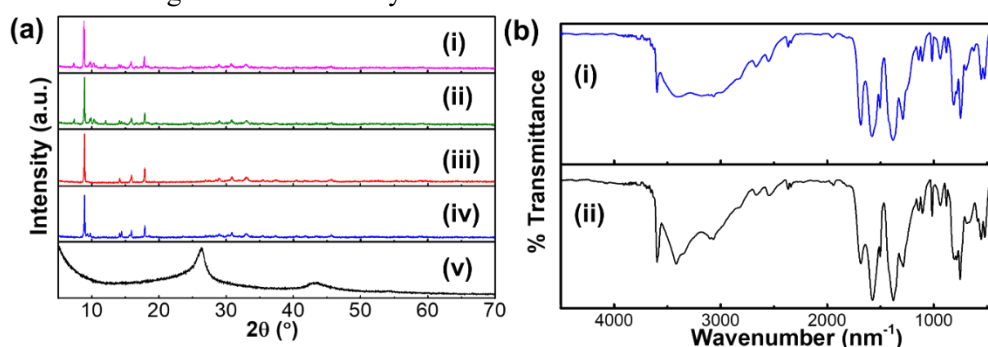 (a)
(i)
(ii)
(iii)
(iv)
(v)
Intensity (a.u.)
10 20 30 40 50 60 70
2θ (°)
(b)
(i)
(ii)
% Transmittance
4000 3000 2000 1000
Wavenumber (nm⁻¹)